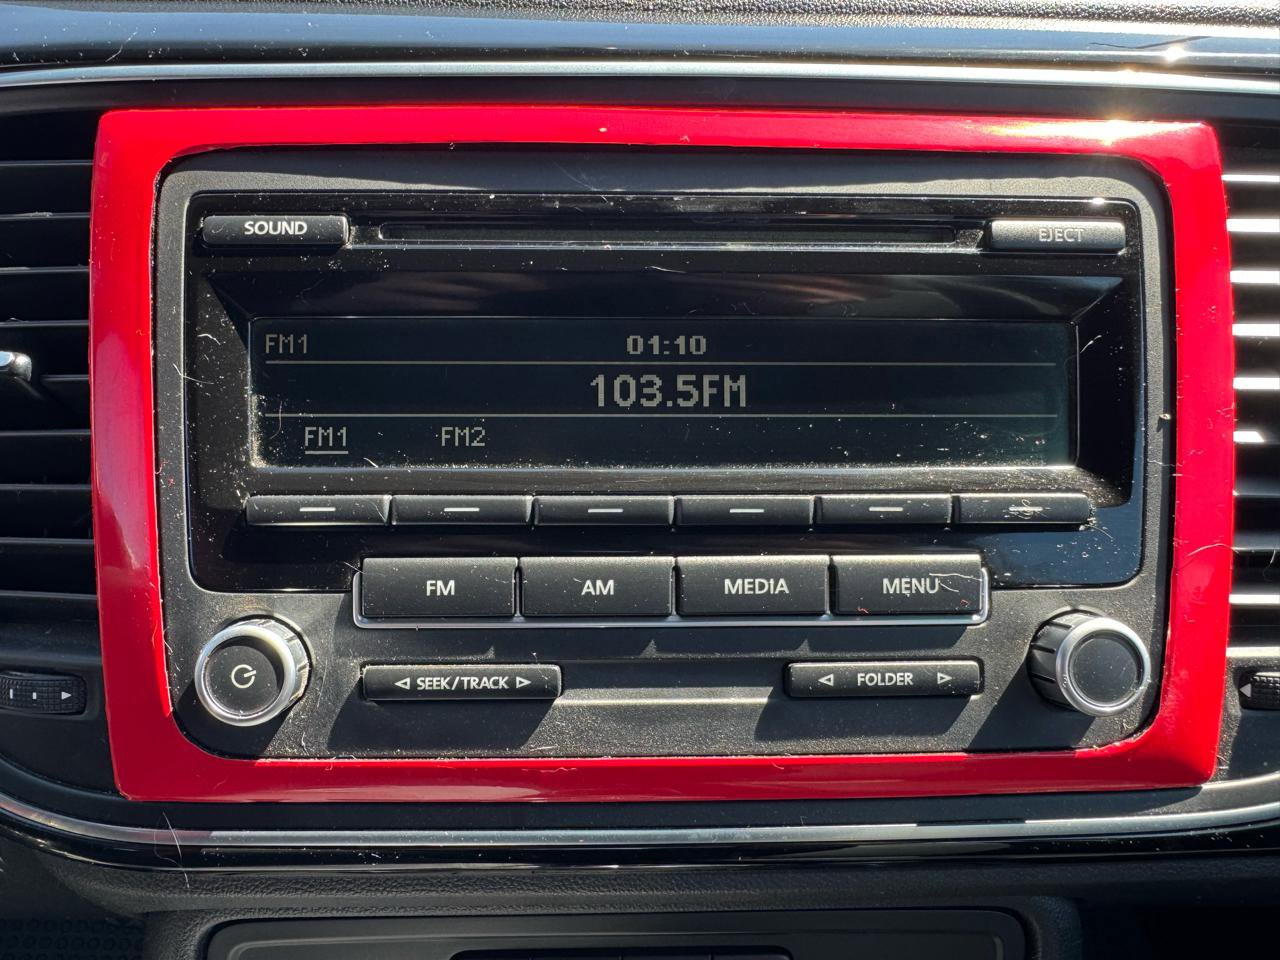 SOUND
EJECT
FM1 01:10
103.5FM
FM1 FM2
FM AM MEDIA MENU
SEEK/TRACK FOLDER